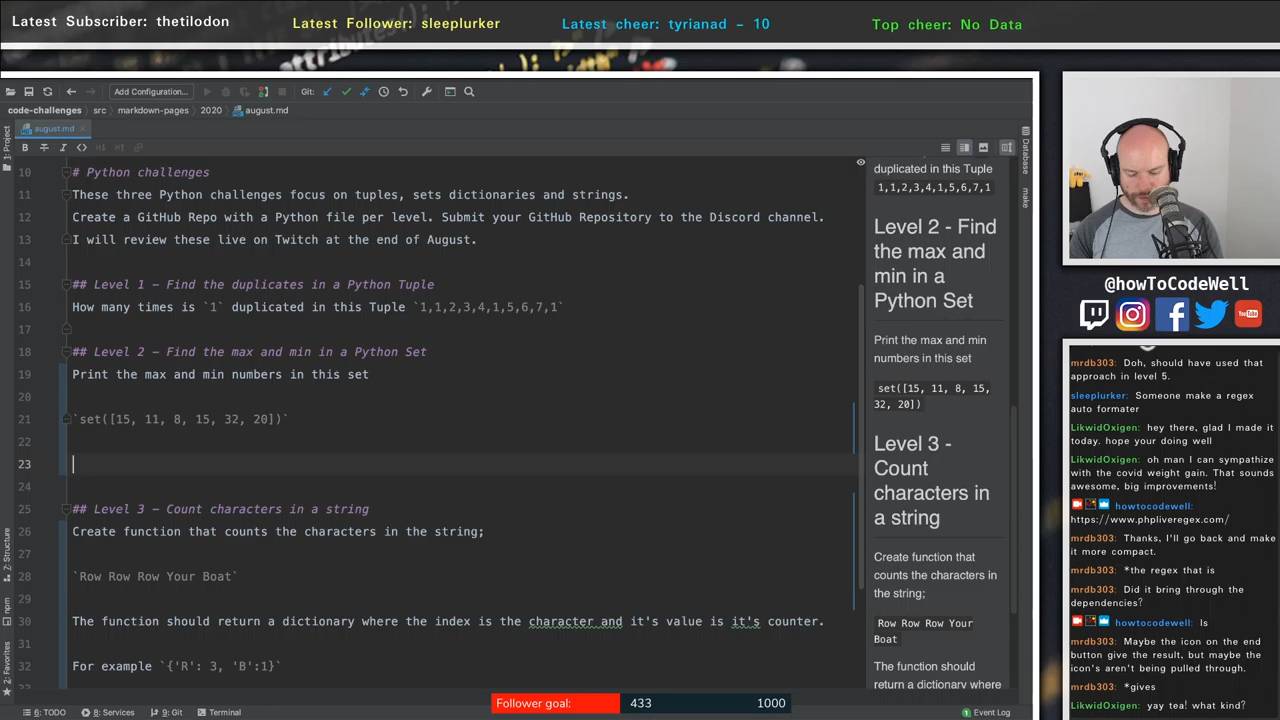 Latest Subscriber: thetilodon
Latest Follower: sleeplurker
Latest cheer: tyrianad - 10
Top cheer: No Data
attributes();
Add Configuration...
Git:
code-challenges
src
markdown-pages
2020
august.md
august.md
1: Project
Database
make
10 # Python challenges
11 These three Python challenges focus on tuples, sets dictionaries and strings.
12 Create a GitHub Repo with a Python file per level. Submit your GitHub Repository to the Discord channel.
13 I will review these live on Twitch at the end of August.
14
15 ## Level 1 - Find the duplicates in a Python Tuple
16 How many times is `1` duplicated in this Tuple `1,1,2,3,4,1,5,6,7,1`
17
18 ## Level 2 - Find the max and min in a Python Set
19 Print the max and min numbers in this set
20
21 `set([15, 11, 8, 15, 32, 20])`
22
23
24
25 ## Level 3 - Count characters in a string
26 Create function that counts the characters in the string;
27
28 `Row Row Row Your Boat`
29
30 The function should return a dictionary where the index is the character and it's value is it's counter.
31
32 For example `{'R': 3, 'B':1}`
duplicated in this Tuple
1,1,2,3,4,1,5,6,7,1
Level 2 - Find
the max and
min in a
Python Set
Print the max and min
numbers in this set
set([15, 11, 8, 15,
32, 20])
Level 3 -
Count
characters in
a string
Create function that
counts the characters in
the string;
Row Row Row Your
Boat
The function should
return a dictionary where
7: Structure
npm
2: Favorites
6: TODO
8: Services
9: Git
Terminal
Event Log
Follower goal:
433
1000
@howToCodeWell
You Tube
mrdb303: Doh, should have used that
approach in level 5.
sleeplurker: Someone make a regex
auto formater
LikwidOxigen: hey there, glad I made it
today. hope your doing well
LikwidOxigen: oh man I can sympathize
with the covid weight gain. That sounds
awesome, big improvements!
howtocodewell:
https://www.phpliveregex.com/
mrdb303: Thanks, I'll go back and make
it more compact.
mrdb303: *the regex that is
mrdb303: Did it bring through the
dependencies?
howtocodewell: Is
mrdb303: Maybe the icon on the end
button give the result, but maybe the
icon's aren't being pulled through.
mrdb303: *gives
LikwidOxigen: yay tea! what kind?